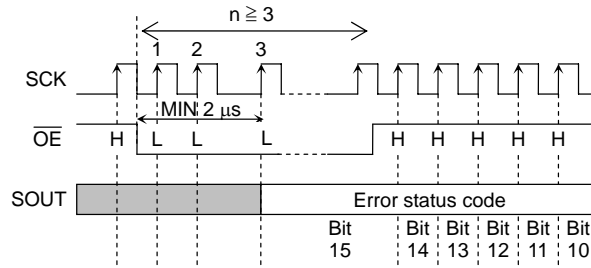 n ≧ 3
1 2 3
SCK
MIN 2 μs
OE
H L L L H H H H H
SOUT
Error status code
Bit Bit Bit Bit Bit Bit
15 14 13 12 11 10